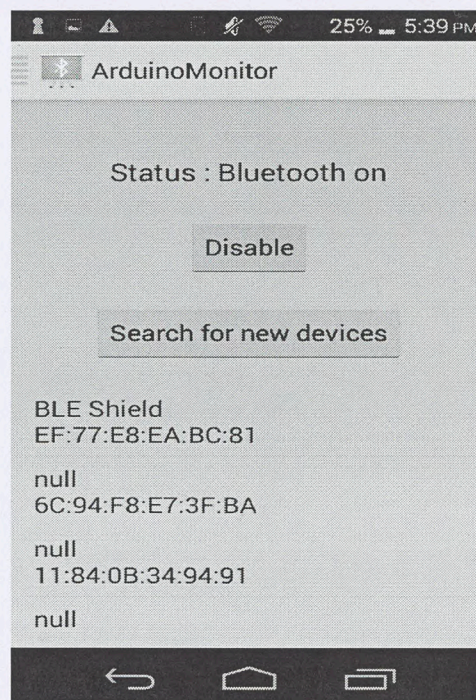 25% 5:39 PM
ArduinoMonitor
Status : Bluetooth on
Disable
Search for new devices
BLE Shield
EF:77:E8:EA:BC:81
null
6C:94:F8:E7:3F:BA
null
11:84:0B:34:94:91
null